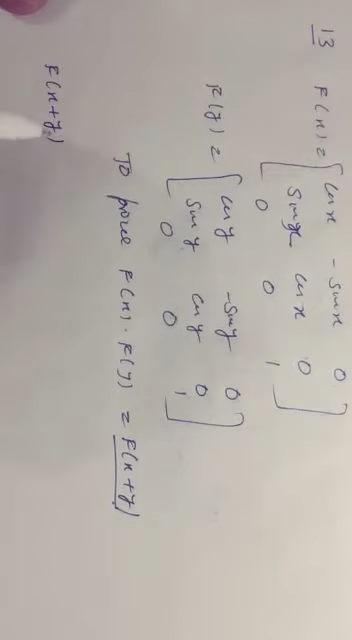 13 F(x) = [ cos x - sin x 0
sin x cos x 0
0 0 1 ]
F(y) = [ cos y -sin y 0
sin y cos y 0
0 0 1 ]
To prove F(x) . F(y) = F(x+y)
F(x+y)